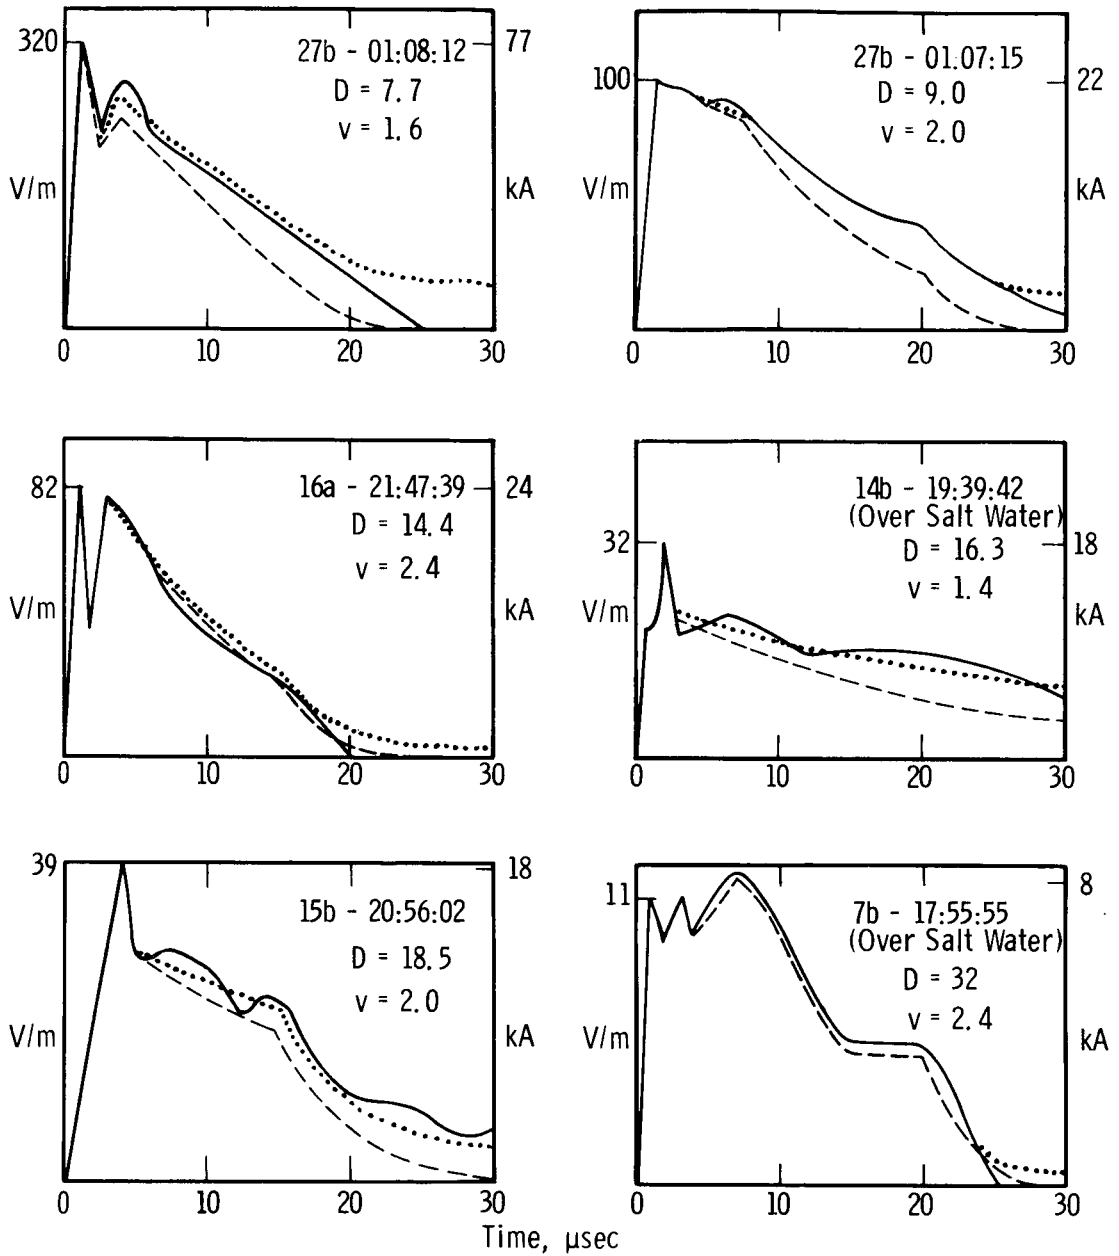 320
27b - 01:08:12
77
D = 7.7
v = 1.6
V/m
kA
0 10 20 30
100
27b - 01:07:15
22
D = 9.0
v = 2.0
V/m
kA
0 10 20 30
82
16a - 21:47:39
24
D = 14.4
v = 2.4
V/m
kA
0 10 20 30
32
14b - 19:39:42
(Over Salt Water)
18
D = 16.3
v = 1.4
V/m
kA
0 10 20 30
39
18
15b - 20:56:02
D = 18.5
v = 2.0
V/m
kA
0 10 20 30
11
8
7b - 17:55:55
(Over Salt Water)
D = 32
v = 2.4
V/m
kA
0 10 20 30
Time, μsec